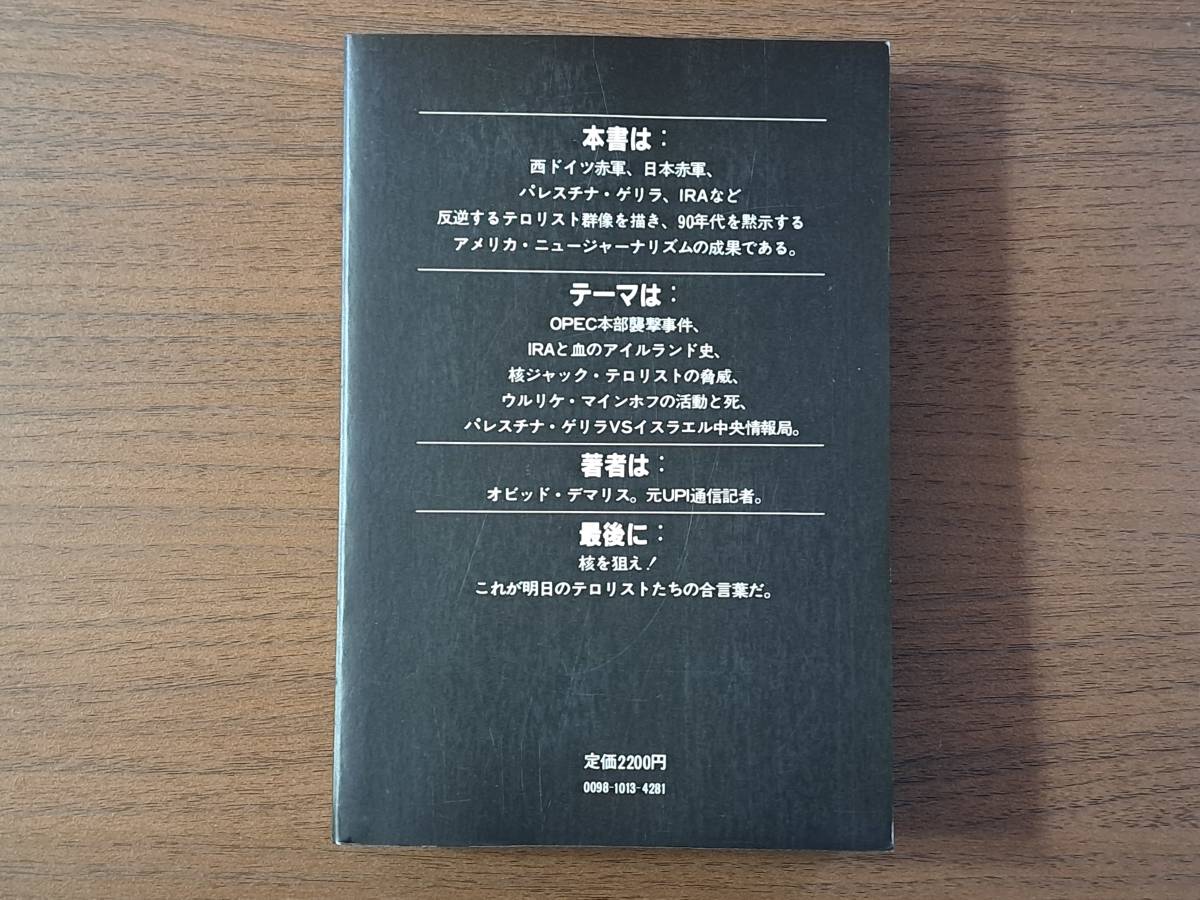 本書は：
西ドイツ赤軍、日本赤軍、
パレスチナ・ゲリラ、IRAなど
反逆するテロリスト群像を描き、90年代を黙示する
アメリカ・ニュージャーナリズムの成果である。
テーマは：
OPEC本部襲撃事件、
IRAと血のアイルランド史、
核ジャック・テロリストの脅威、
ウルリケ・マインホフの活動と死、
パレスチナ・ゲリラVSイスラエル中央情報局。
著者は：
オビッド・デマリス。元UPI通信記者。
最後に：
核を狙え！
これが明日のテロリストたちの合言葉だ。
定価2200円
0098-1013-4281